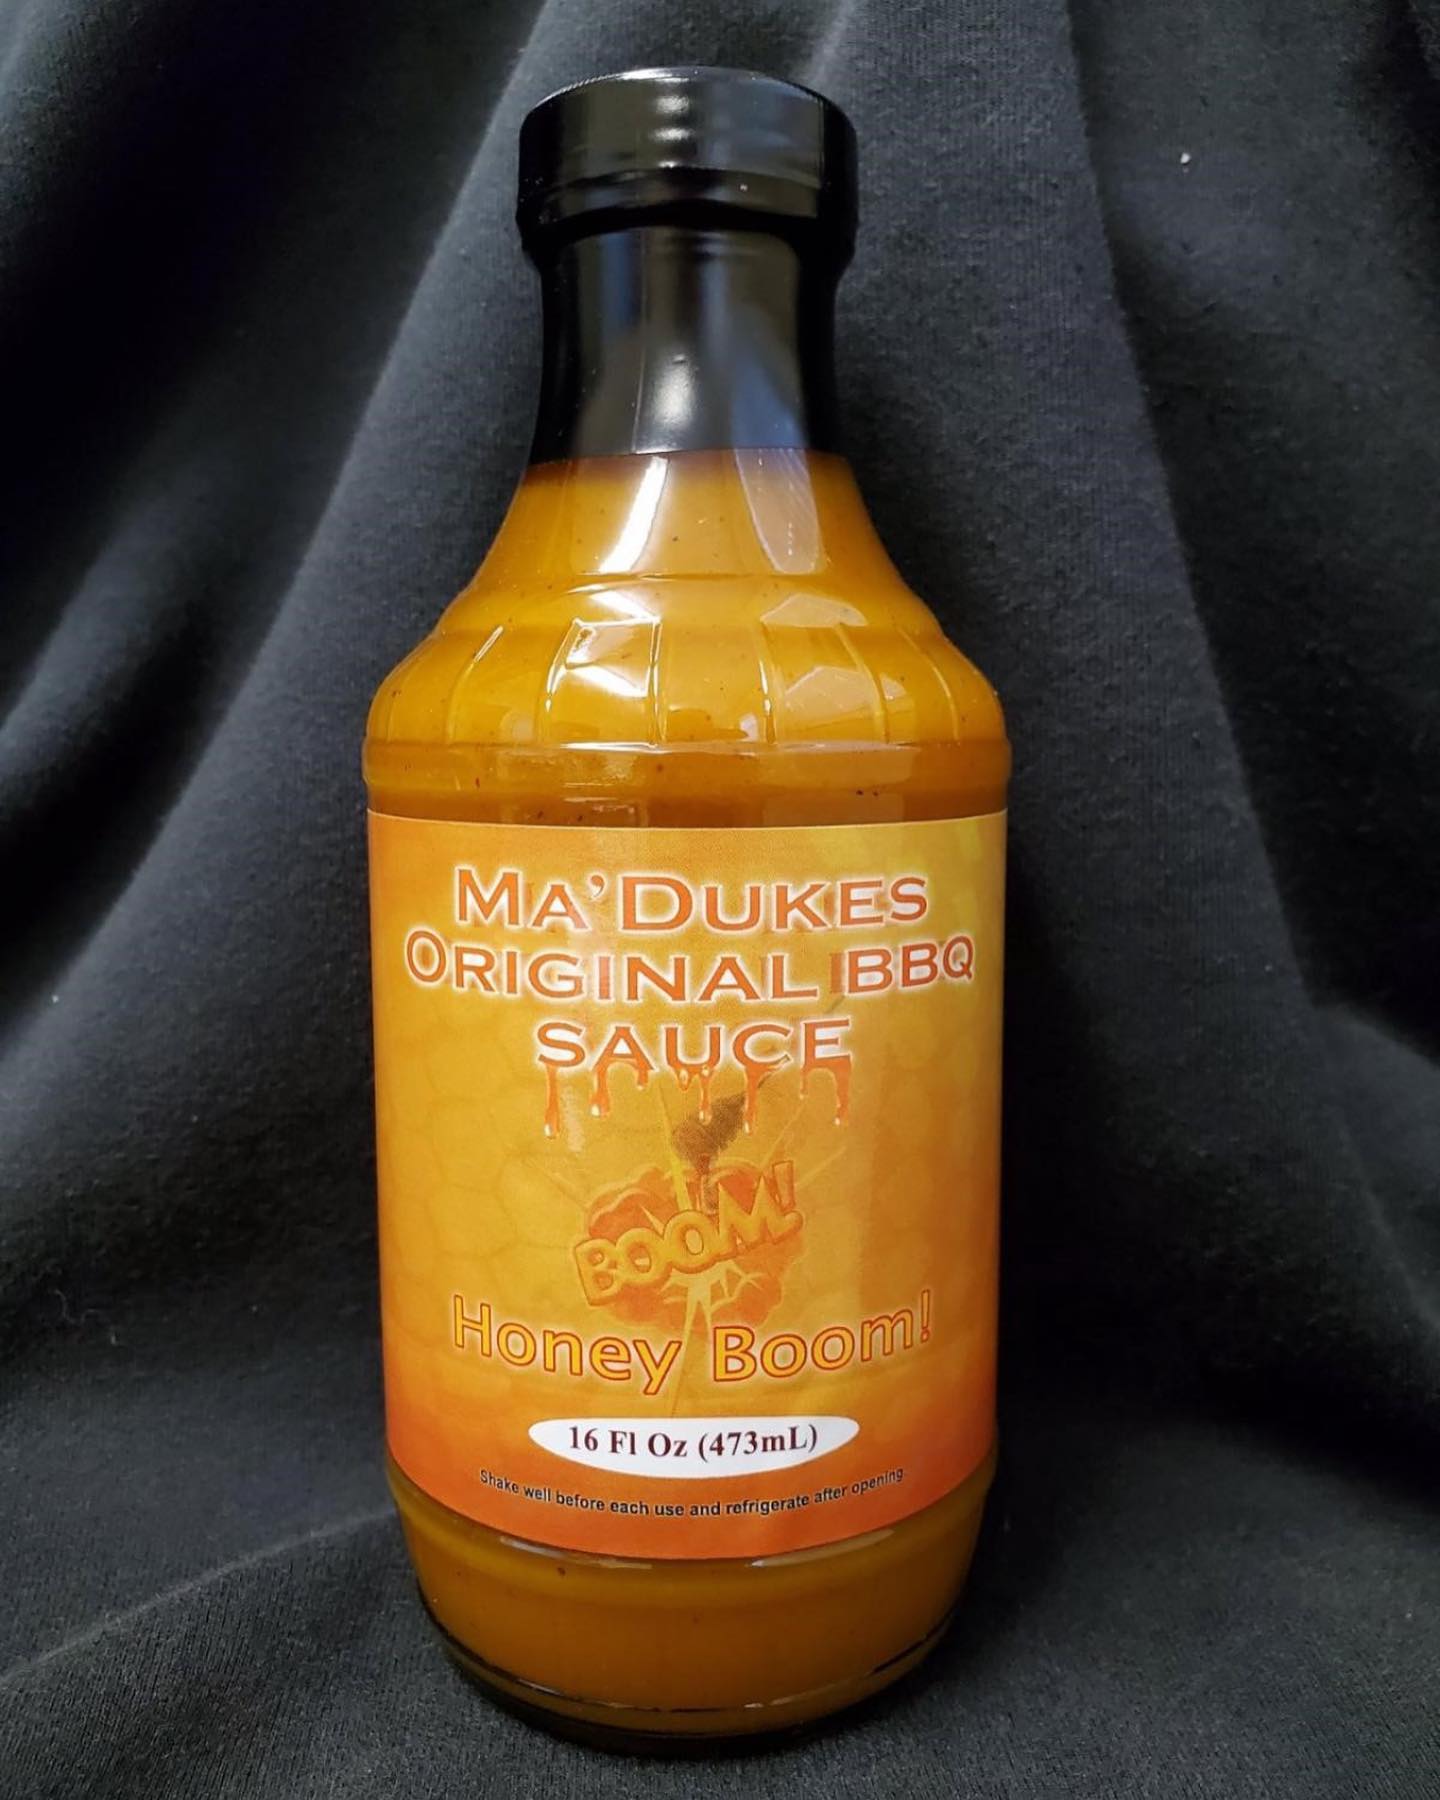 Ma'Dukes
Original BBQ
Sauce
BOOM!
Honey Boom!
16 Fl Oz (473mL)
Shake well before each use and refrigerate after opening.